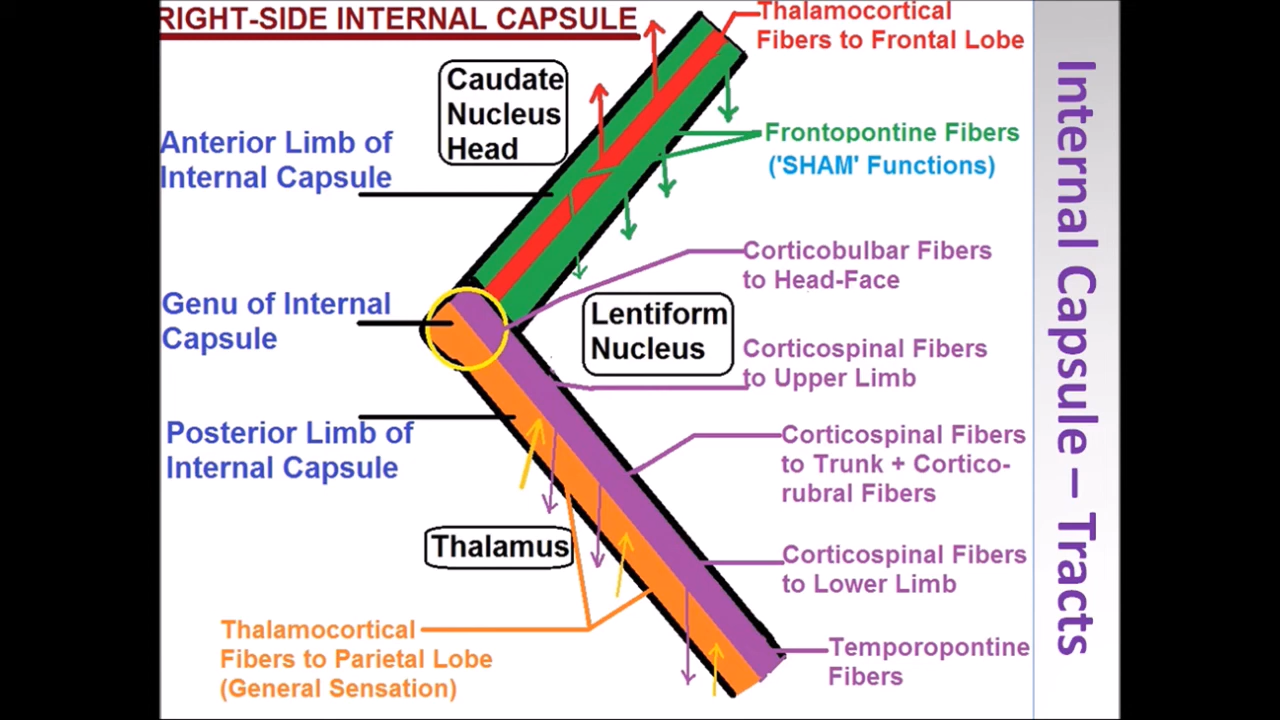 RIGHT-SIDE INTERNAL CAPSULE
Thalamocortical
Fibers to Frontal Lobe
Caudate
Nucleus
Head
Anterior Limb of
Internal Capsule
Frontopontine Fibers
('SHAM' Functions)
Corticobulbar Fibers
to Head-Face
Genu of Internal
Capsule
Lentiform
Nucleus
Corticospinal Fibers
to Upper Limb
Posterior Limb of
Internal Capsule
Corticospinal Fibers
to Trunk + Cortico-
rubral Fibers
Thalamus
Corticospinal Fibers
to Lower Limb
Thalamocortical
Fibers to Parietal Lobe
(General Sensation)
Temporopontine
Fibers
Internal Capsule – Tracts